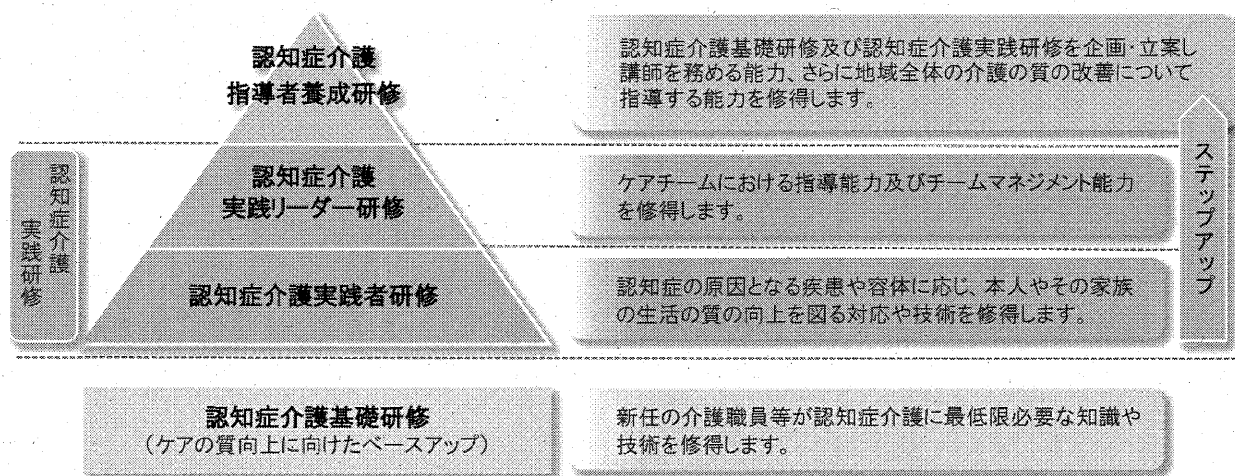 認知症介護
指導者養成研修
認知症介護基礎研修及び認知症介護実践研修を企画・立案し
講師を務める能力、さらに地域全体の介護の質の改善について
指導する能力を修得します。
認知症介護
実践研修
認知症介護
実践リーダー研修
ケアチームにおける指導能力及びチームマネジメント能力
を修得します。
ステップアップ
認知症介護実践者研修
認知症の原因となる疾患や容体に応じ、本人やその家族
の生活の質の向上を図る対応や技術を修得します。
認知症介護基礎研修
（ケアの質向上に向けたベースアップ）
新任の介護職員等が認知症介護に最低限必要な知識や
技術を修得します。